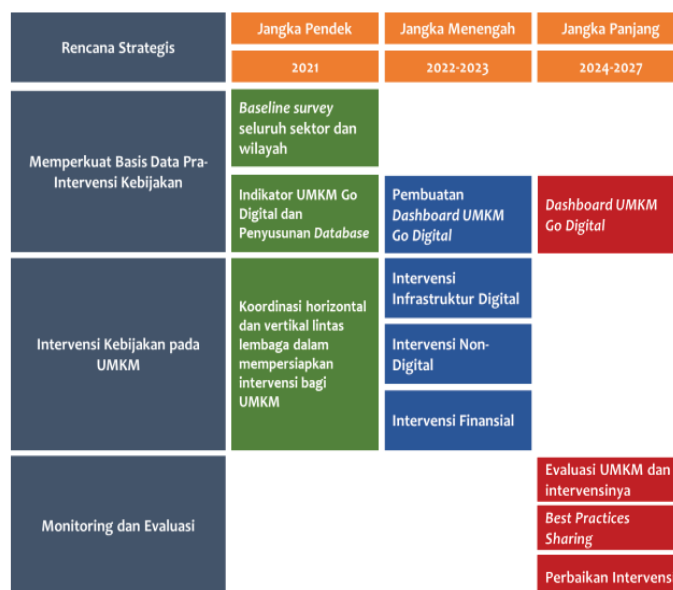 Rencana Strategis
Jangka Pendek
Jangka Menengah
Jangka Panjang
2021
2022-2023
2024-2027
Memperkuat Basis Data Pra-
Intervensi Kebijakan
Baseline survey
seluruh sektor dan
wilayah
Indikator UMKM Go
Digital dan
Penyusunan Database
Pembuatan
Dashboard UMKM
Go Digital
Dashboard UMKM
Go Digital
Intervensi Kebijakan pada
UMKM
Koordinasi horizontal
dan vertikal lintas
lembaga dalam
mempersiapkan
intervensi bagi
UMKM
Intervensi
Infrastruktur Digital
Intervensi Non-
Digital
Intervensi Finansial
Monitoring dan Evaluasi
Evaluasi UMKM dan
intervensinya
Best Practices
Sharing
Perbaikan Intervensi